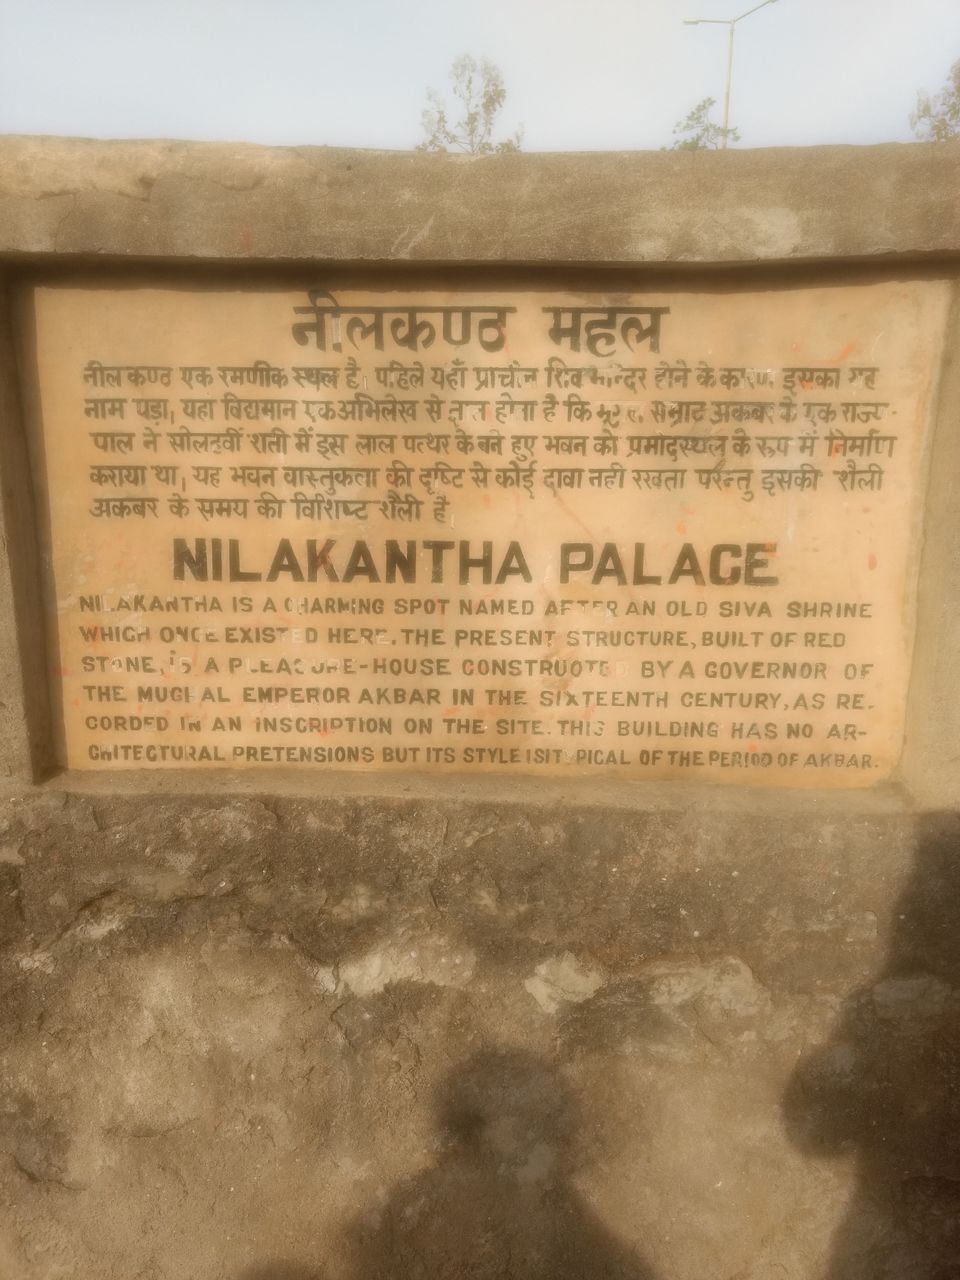 नीलकण्ठ महल
नीलकण्ठ एक रमणीक स्थल है। पहिले यहाँ प्राचीन शिव मन्दिर होने के कारण इसका यह
नाम पड़ा। यहा विद्यमान एक अभिलेख से ज्ञात होता है कि मुगल सम्राट अकबर के एक राज्य-
पाल ने सोलहवीं शती में इस लाल पत्थर के बने हुए भवन को प्रमोदस्थल के रूप में निर्माण
कराया था। यह भवन वास्तुकला की दृष्टि से कोई दावा नही रखता परन्तु इसकी शैली
अकबर के समय की विशिष्ट शैली है।
NILAKANTHA PALACE
NILAKANTHA IS A CHARMING SPOT NAMED AFTER AN OLD SIVA SHRINE
WHICH ONCE EXISTED HERE. THE PRESENT STRUCTURE, BUILT OF RED
STONE, IS A PLEASURE-HOUSE CONSTRUCTED BY A GOVERNOR OF
THE MUGHAL EMPEROR AKBAR IN THE SIXTEENTH CENTURY, AS RE-
CORDED IN AN INSCRIPTION ON THE SITE. THIS BUILDING HAS NO AR-
CHITECTURAL PRETENSIONS BUT ITS STYLE IS TYPICAL OF THE PERIOD OF AKBAR.